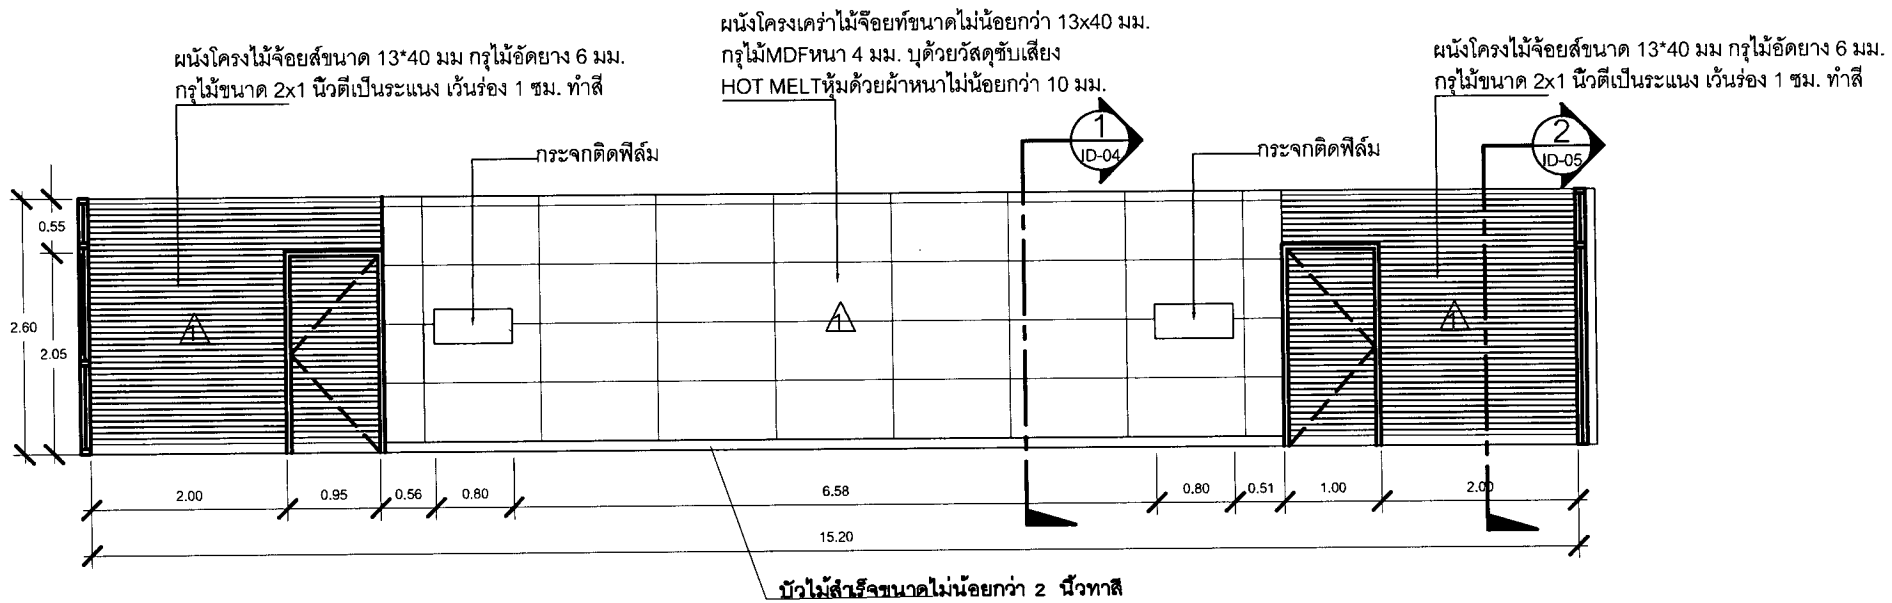 ผนังโครงไม้จ้อยส์ขนาด 13*40 มม กรุไม้อัดยาง 6 มม.
กรุไม้ขนาด 2x1 นิ้วตีเป็นระแนง เว้นร่อง 1 ซม. ทำสี
ผนังโครงเคร่าไม้จ๊อยท์ขนาดไม่น้อยกว่า 13x40 มม.
กรุไม้MDFหนา 4 มม. บุด้วยวัสดุซับเสียง
HOT MELTหุ้มด้วยผ้าหนาไม่น้อยกว่า 10 มม.
ผนังโครงไม้จ้อยส์ขนาด 13*40 มม กรุไม้อัดยาง 6 มม.
กรุไม้ขนาด 2x1 นิ้วตีเป็นระแนง เว้นร่อง 1 ซม. ทำสี
กระจกติดฟิล์ม
1
ID-04
กระจกติดฟิล์ม
2
ID-05
0.55
2.60
2.05
1
1
1
2.00
0.95
0.56
0.80
6.58
0.80
0.51
1.00
2.00
15.20
บัวไม้สำเร็จขนาดไม่น้อยกว่า 2 นิ้วทาสี